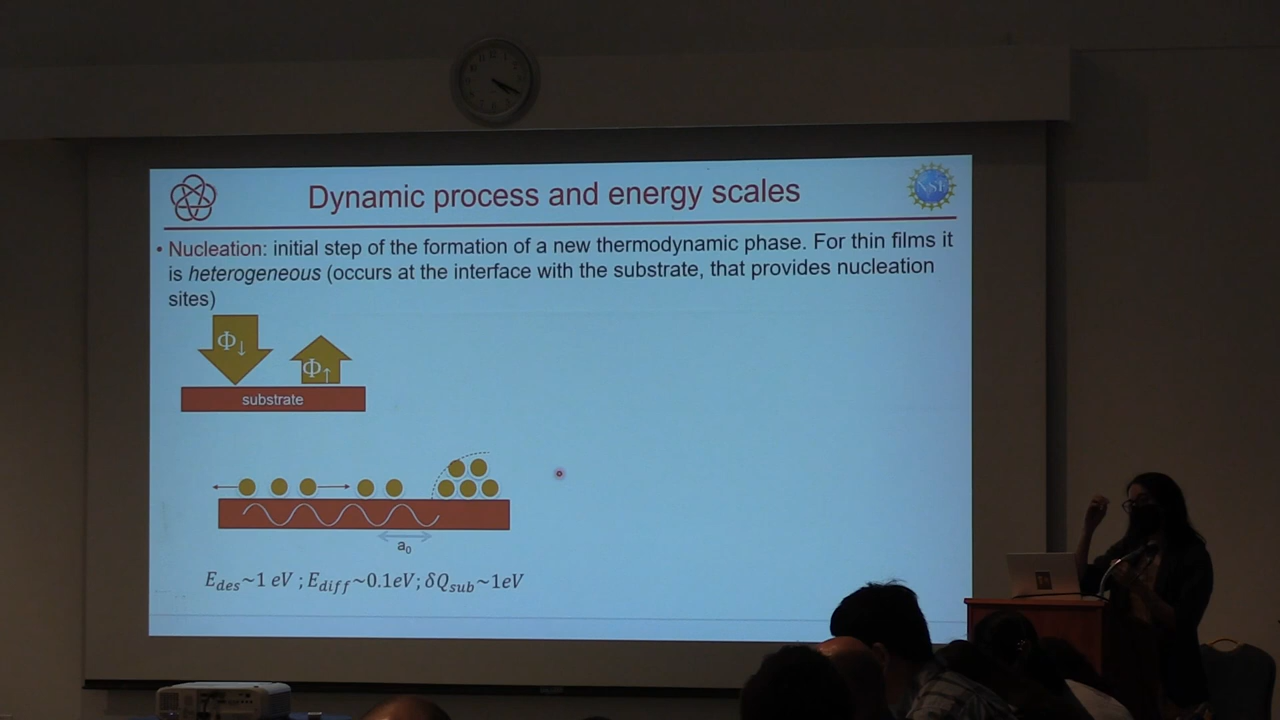 Dynamic process and energy scales
NSF
• Nucleation: initial step of the formation of a new thermodynamic phase. For thin films it
is heterogeneous (occurs at the interface with the substrate, that provides nucleation
sites)
Φ↓
Φ↑
substrate
a₀
E_des~1 eV ; E_diff~0.1eV; δQ_sub~1eV